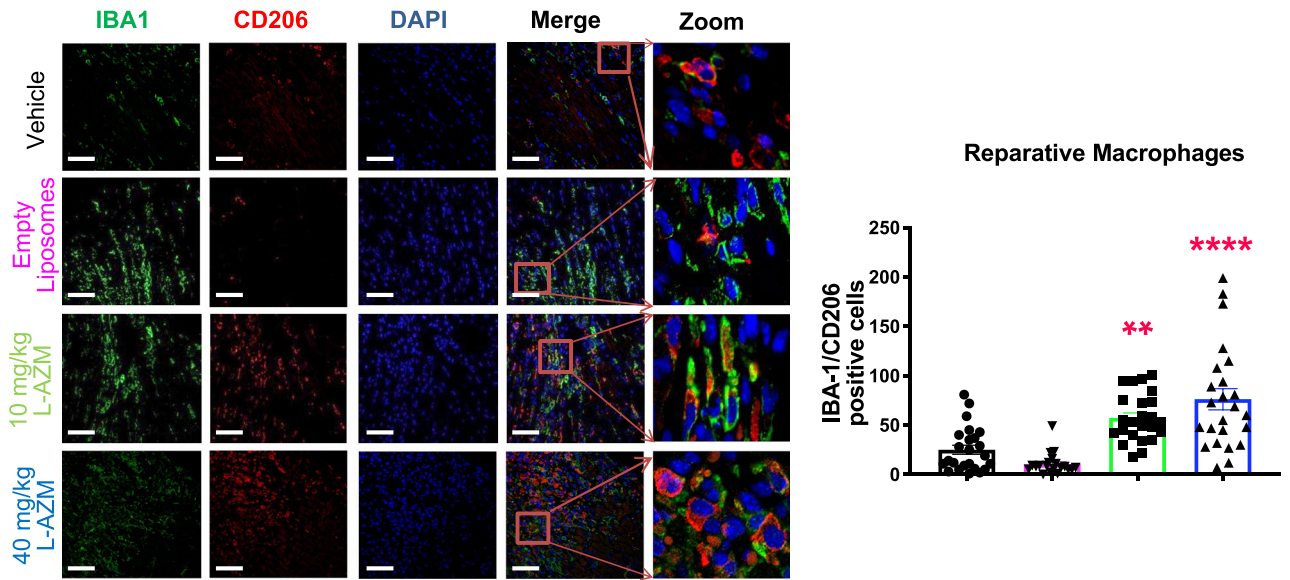 IBA1 CD206 DAPI Merge Zoom
Vehicle
Empty
Liposomes
10 mg/kg
L-AZM
40 mg/kg
L-AZM
Reparative Macrophages
IBA-1/CD206
positive cells
250
200
150
100
50
0
**
****